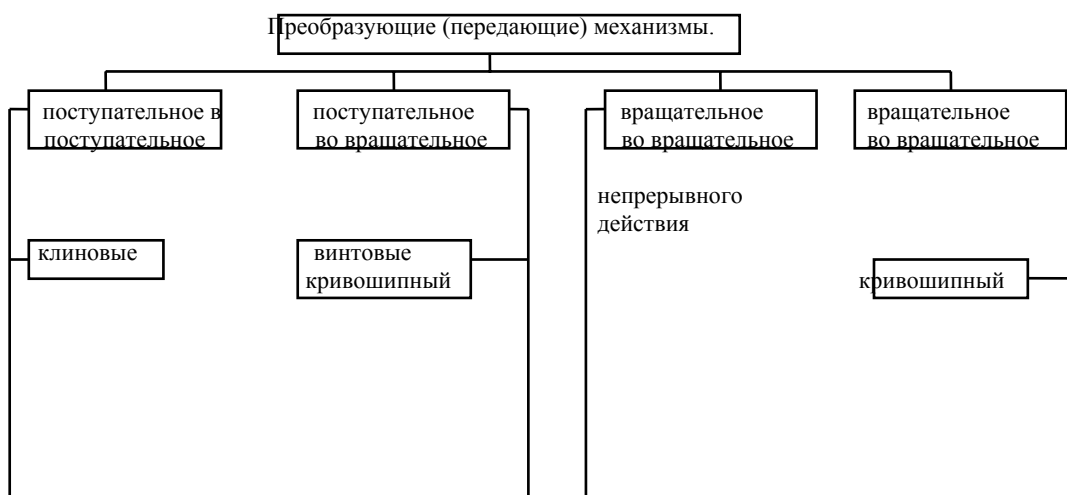 Преобразующие (передающие) механизмы.
поступательное в
поступательное
поступательное
во вращательное
вращательное
во вращательное
вращательное
во вращательное
непрерывного
действия
клиновые
винтовые
кривошипный
кривошипный